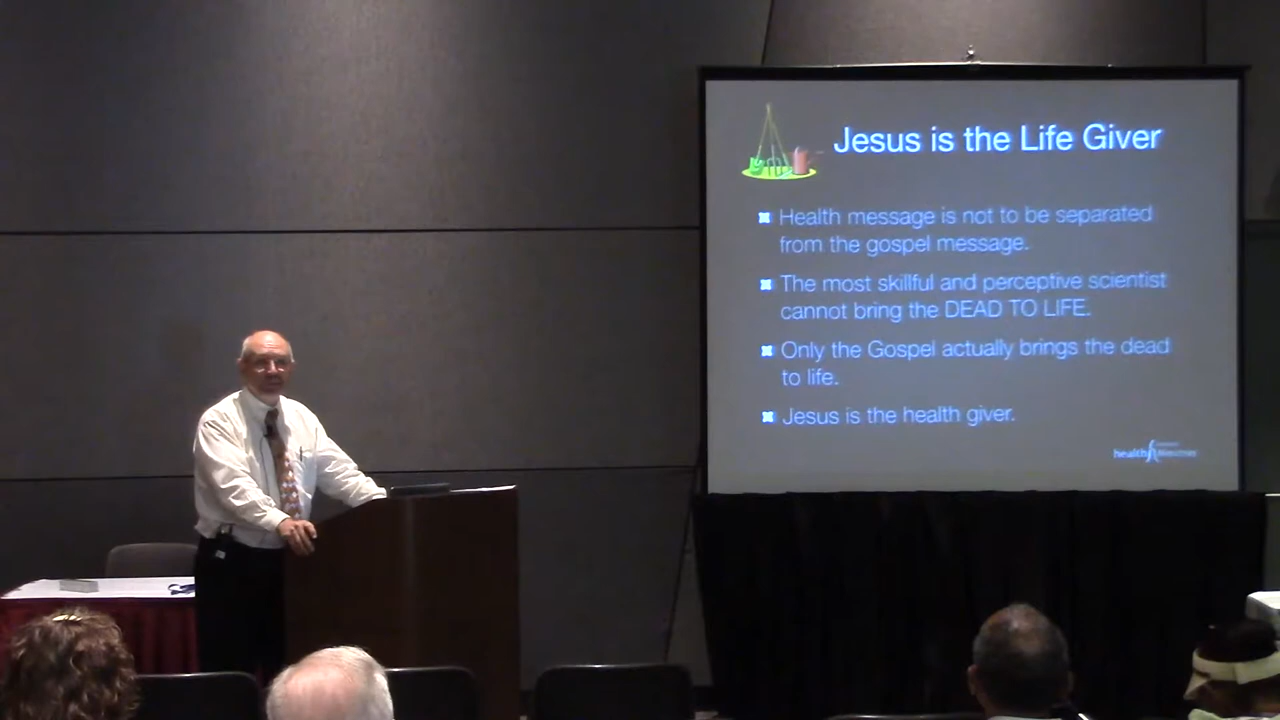 Jesus is the Life Giver
Health message is not to be separated
from the gospel message.
The most skillful and perceptive scientist
cannot bring the DEAD TO LIFE.
Only the Gospel actually brings the dead
to life.
Jesus is the health giver.
health